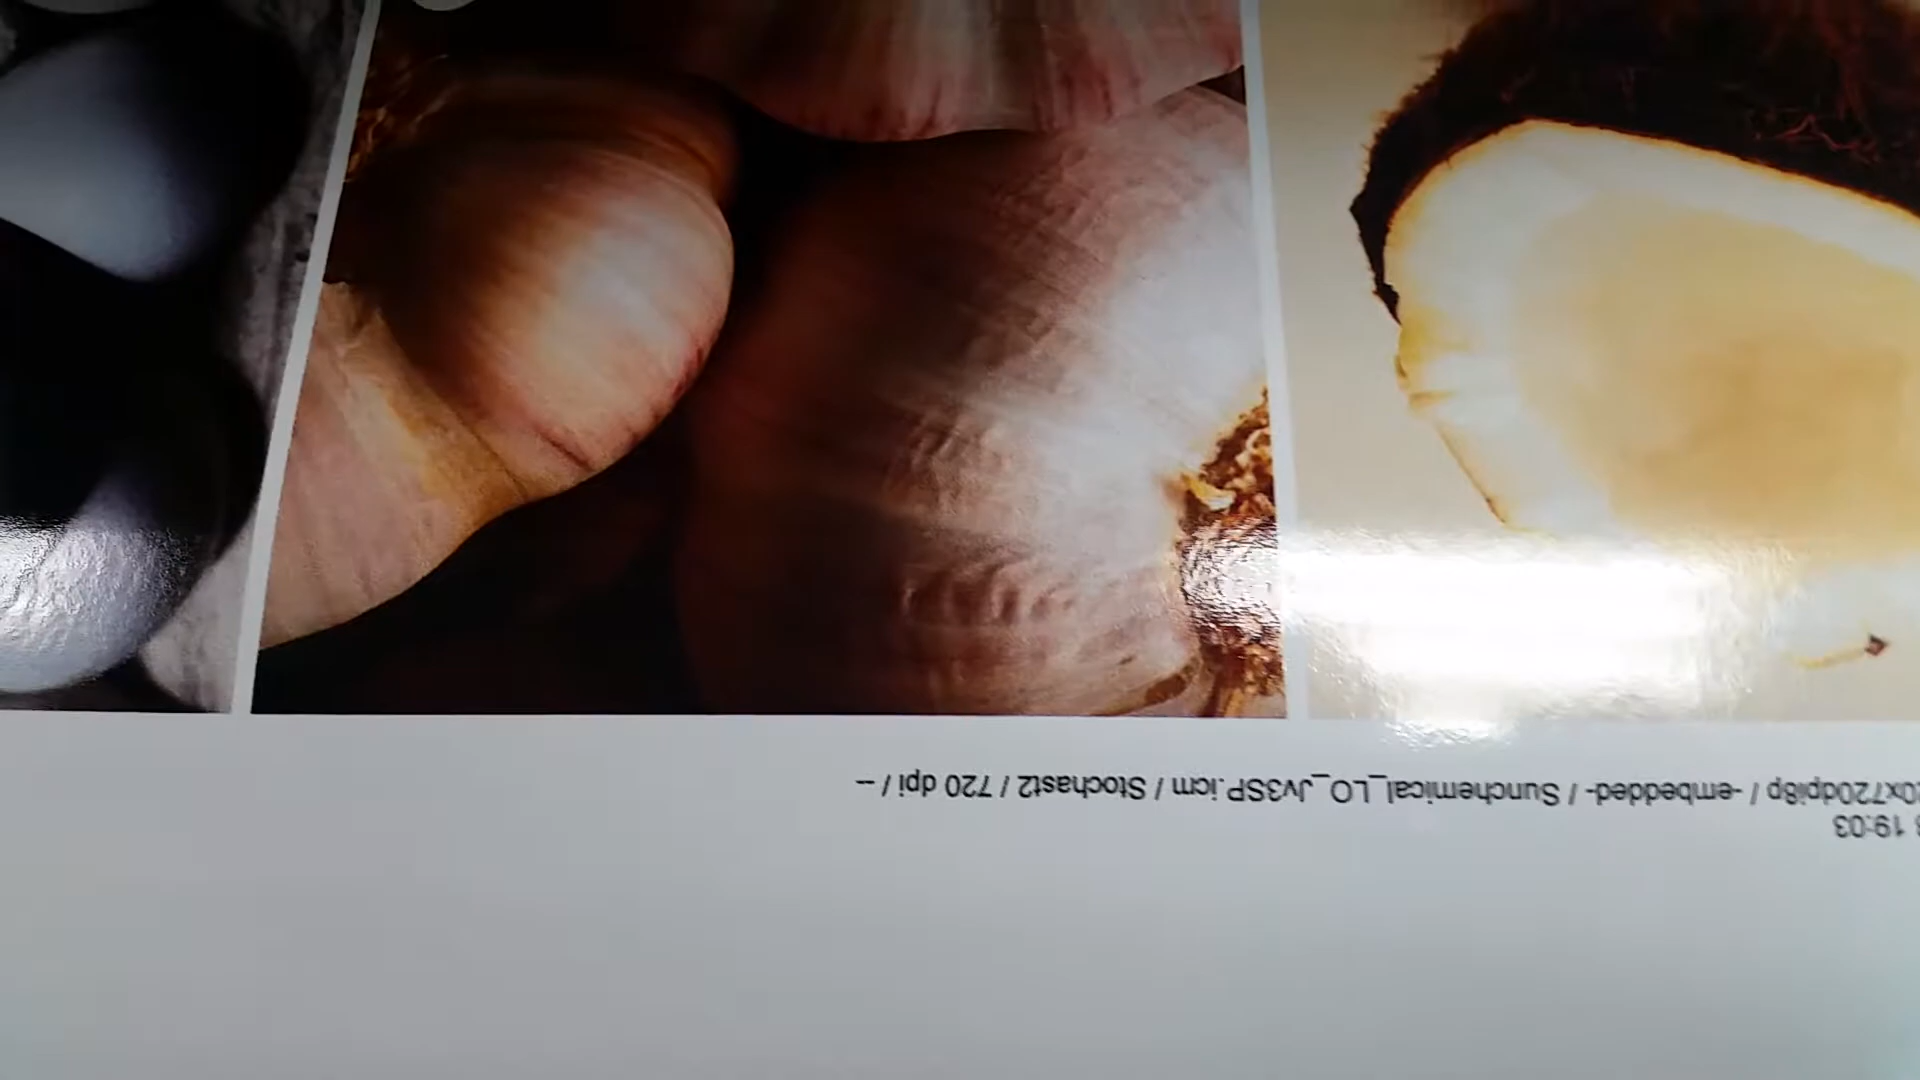 19:03
0x720dpi8p / -embedded- / Sunchemical_LO_Jv3SP.icm / Stochast2 / 720 dpi / --